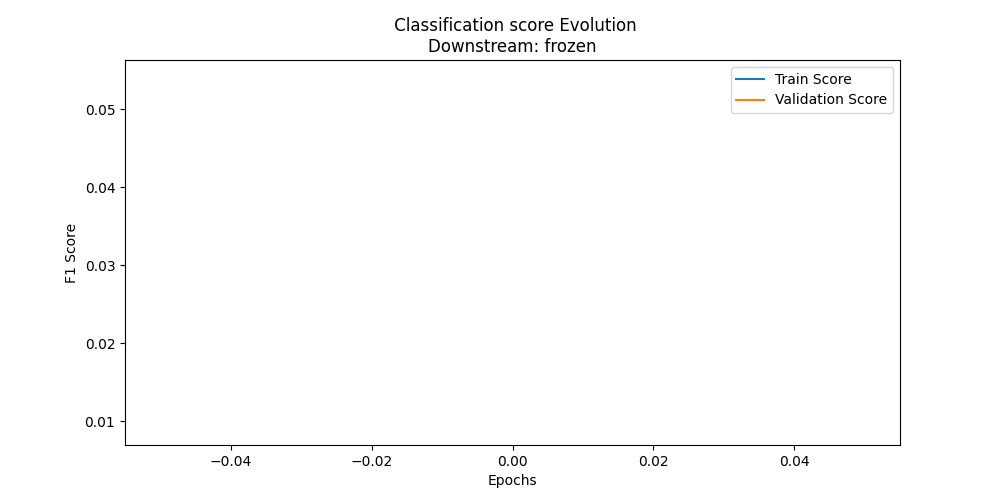 Classification score Evolution
Downstream: frozen
Train Score
Validation Score
0.05
0.04
0.03
0.02
0.01
F1 Score
−0.04 −0.02 0.00 0.02 0.04
Epochs